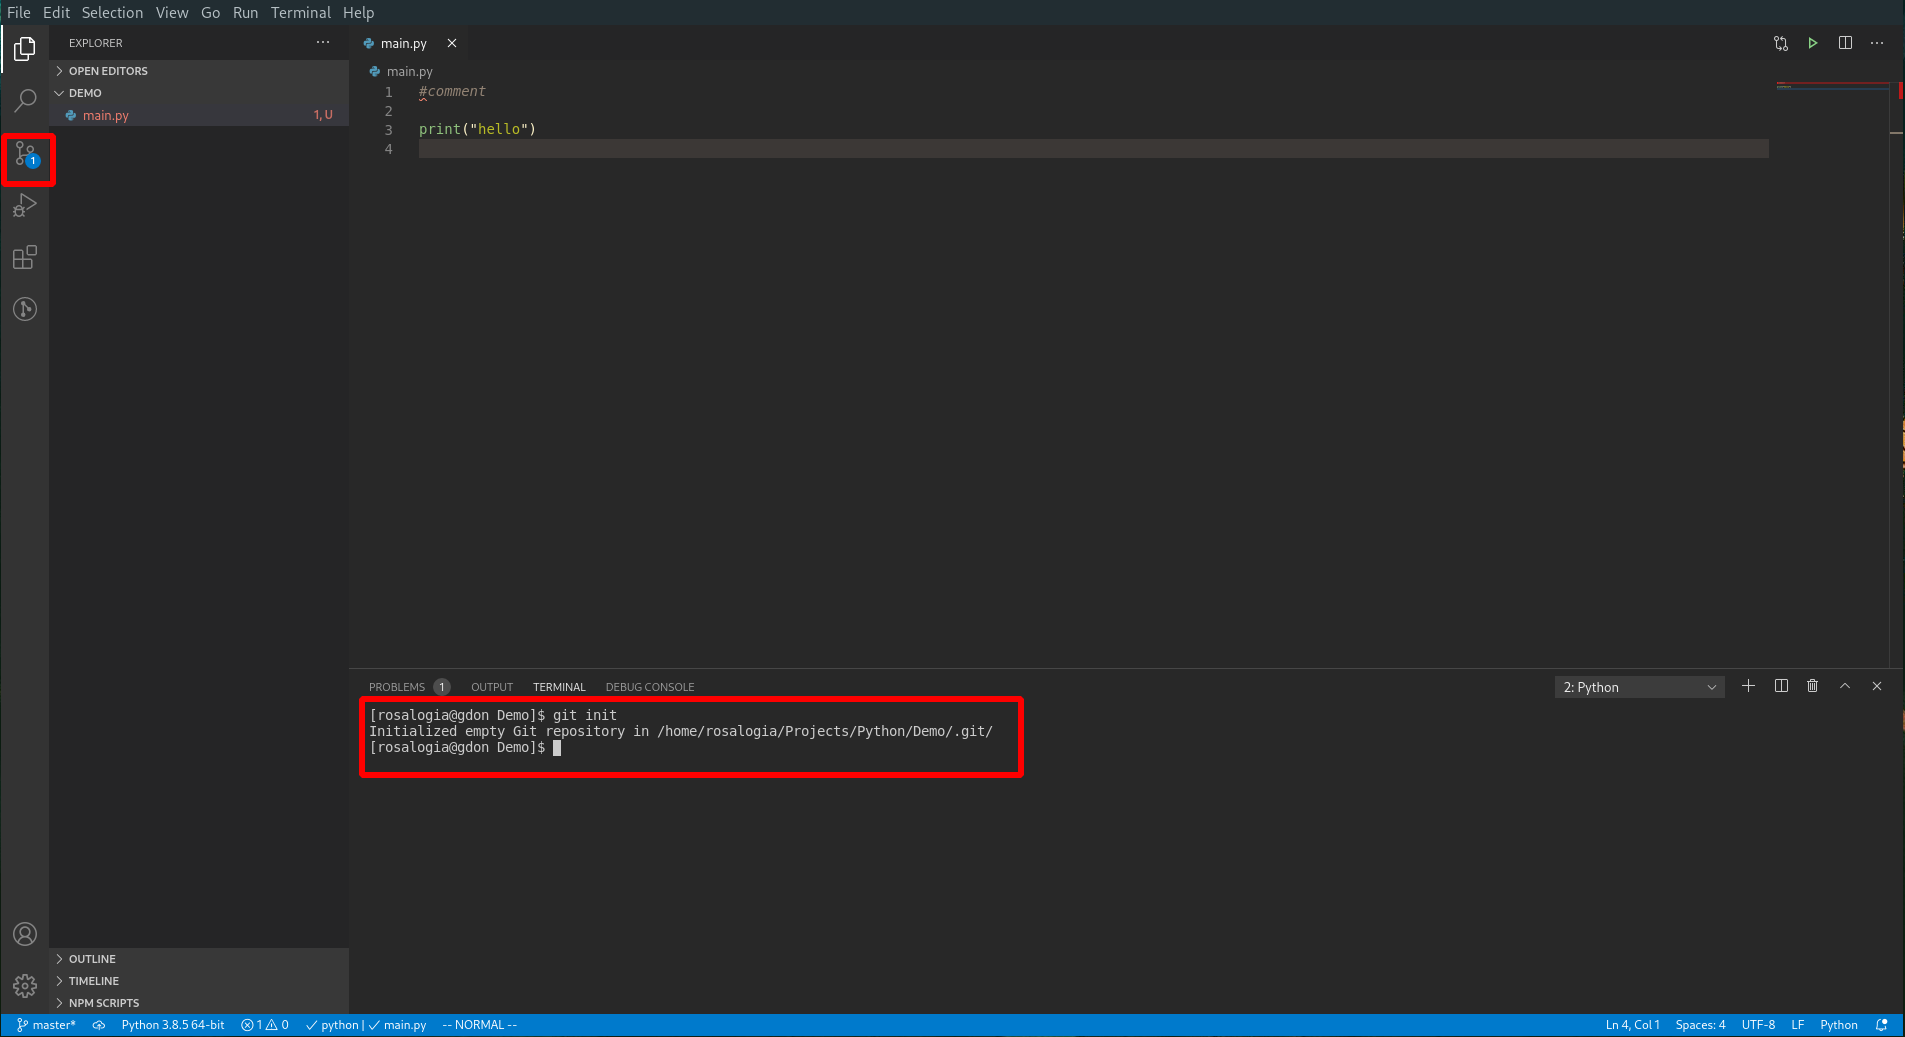 File Edit Selection View Go Run Terminal Help
EXPLORER
OPEN EDITORS
DEMO
main.py 1, U
1
main.py
main.py
1 #comment
2
3 print("hello")
4
PROBLEMS 1 OUTPUT TERMINAL DEBUG CONSOLE
2: Python
[rosalogia@gdon Demo]$ git init
Initialized empty Git repository in /home/rosalogia/Projects/Python/Demo/.git/
[rosalogia@gdon Demo]$
OUTLINE
TIMELINE
NPM SCRIPTS
master* Python 3.8.5 64-bit 1 0 python | main.py -- NORMAL -- Ln 4, Col 1 Spaces: 4 UTF-8 LF Python